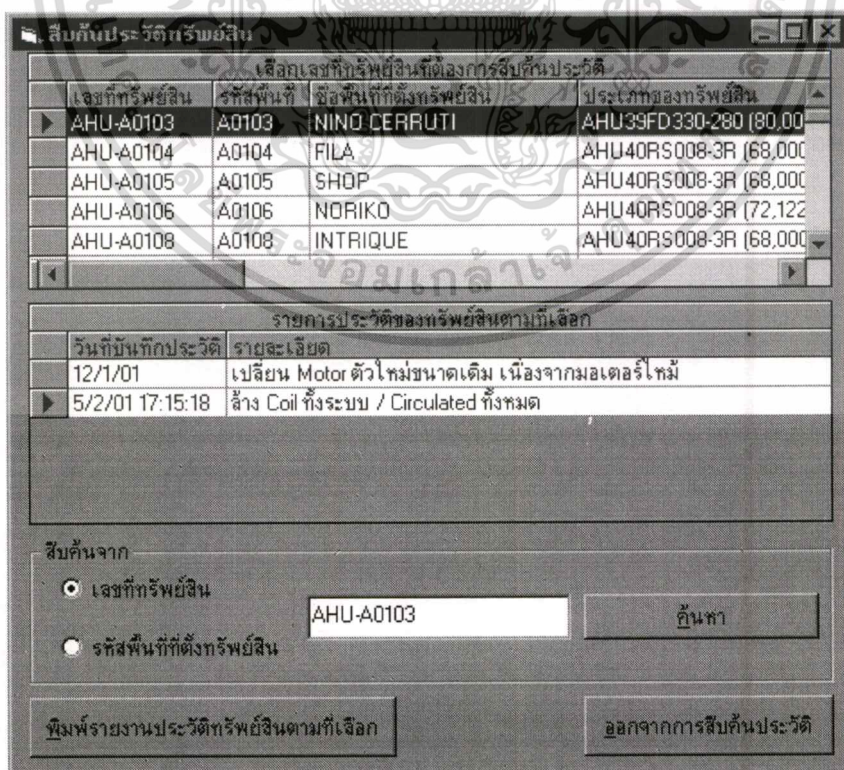 สืบค้นประวัติทรัพย์สิน
เลือกเลขที่ทรัพย์สินที่ต้องการสืบค้นประวัติ
เลขที่ทรัพย์สิน รหัสพื้นที่ ชื่อพื้นที่ที่ตั้งทรัพย์สิน ประเภทของทรัพย์สิน
AHU-A0103 A0103 NINO CERRUTI AHU39FD330-280 (80,00
AHU-A0104 A0104 FILA AHU40RS008-3R (68,000
AHU-A0105 A0105 SHOP AHU40RS008-3R (68,000
AHU-A0106 A0106 NORIKO AHU40RS008-3R (72,122
AHU-A0108 A0108 INTRIQUE AHU40RS008-3R (68,000
รายการประวัติของทรัพย์สินตามที่เลือก
วันที่บันทึกประวัติ รายละเอียด
12/1/01 เปลี่ยน Motor ตัวใหม่ขนาดเดิม เนื่องจากมอเตอร์ไหม้
5/2/01 17:15:18 ล้าง Coil ทั้งระบบ / Circulated ทั้งหมด
สืบค้นจาก
เลขที่ทรัพย์สิน
AHU-A0103 ค้นหา
รหัสพื้นที่ที่ตั้งทรัพย์สิน
พิมพ์รายงานประวัติทรัพย์สินตามที่เลือก ออกจากการสืบค้นประวัติ